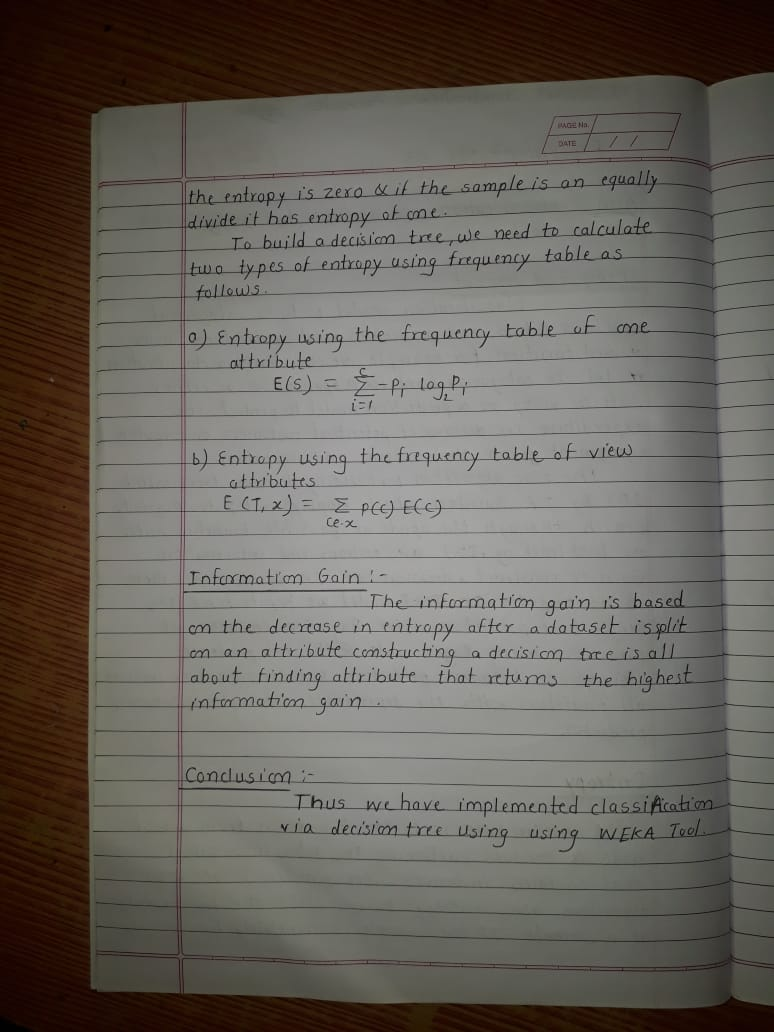 PAGE No.
DATE / /
the entropy is zero & if the sample is an equally
divide it has entropy of one.
To build a decision tree, we need to calculate
two types of entropy using frequency table as
follows.
a) Entropy using the frequency table of one
attribute
E(S) = c∑i=1 -Pi log2Pi
b) Entropy using the frequency table of view
attributes
E (T, x) = ∑ce.x P(c) E(c)
Information Gain :-
The information gain is based
on the decrease in entropy after a dataset is split
on an attribute constructing a decision tree is all
about finding attribute that returns the highest
information gain.
Conclusion :-
Thus we have implemented classification
via decision tree using using WEKA Tool.